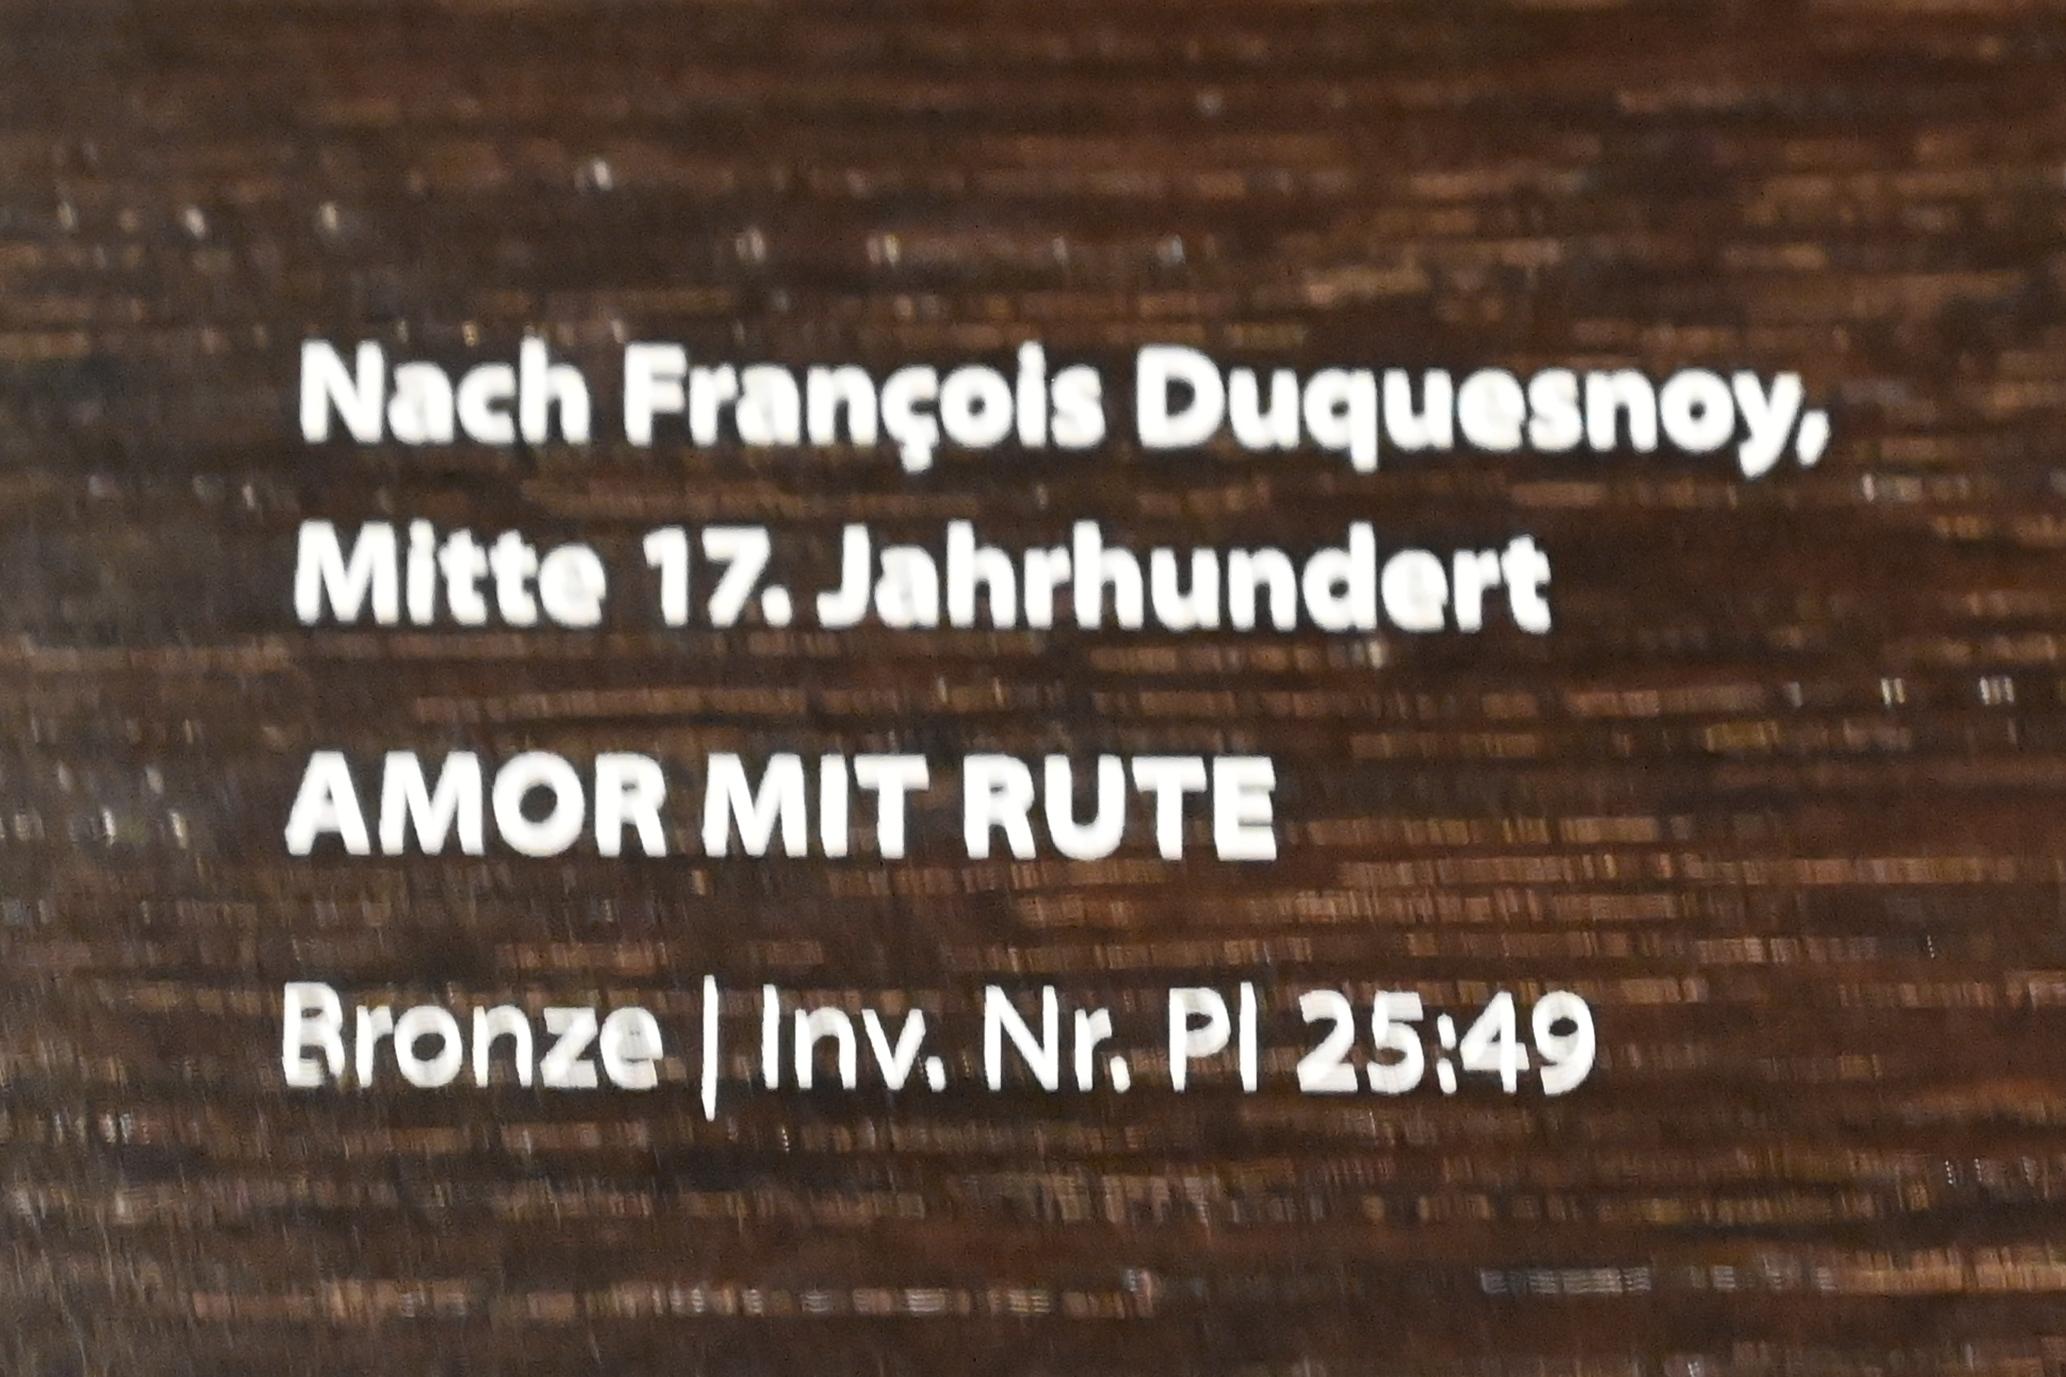 Nach François Duquesnoy,
Mitte 17. Jahrhundert
AMOR MIT RUTE
Bronze | Inv. Nr. Pl 25:49